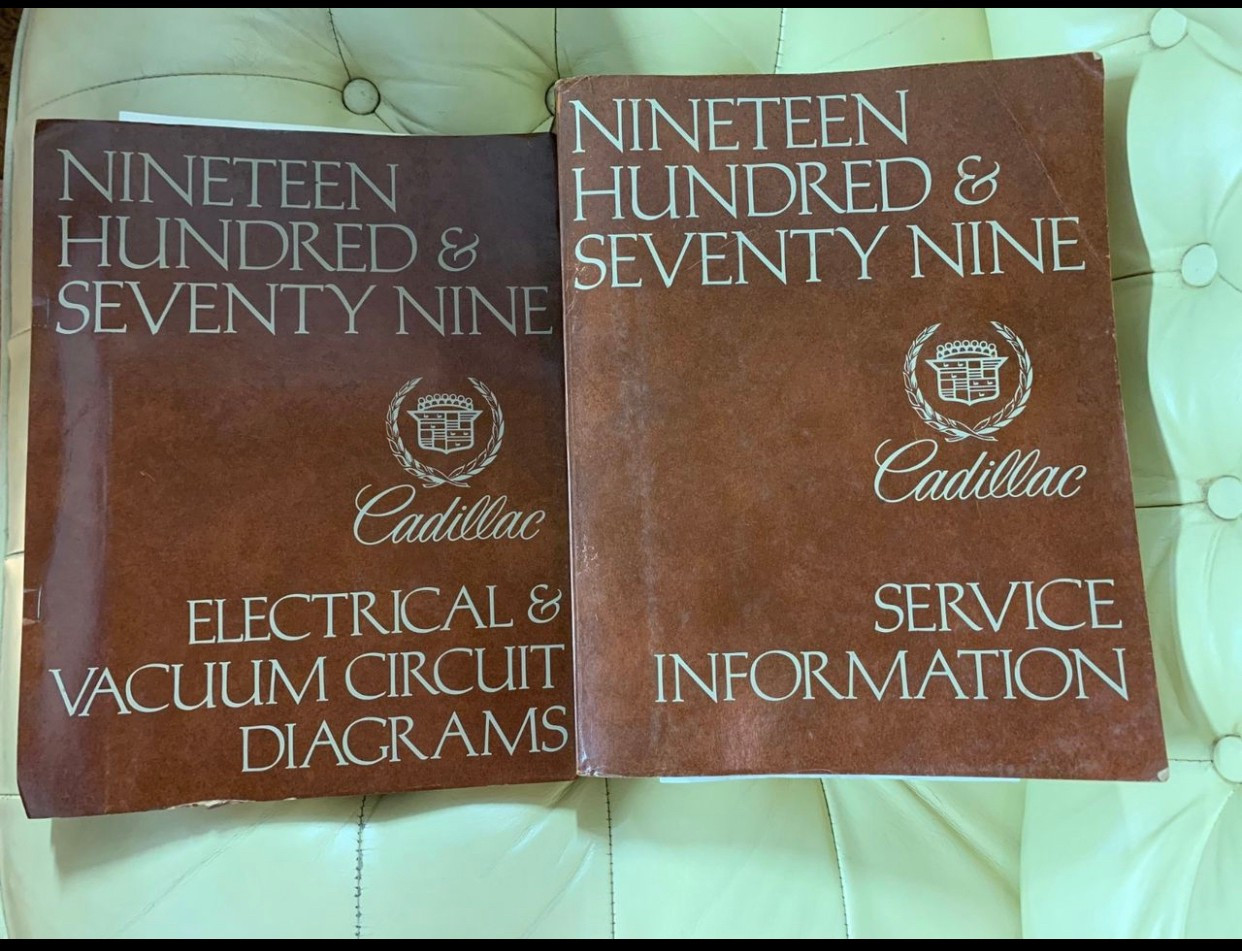 NINETEEN
HUNDRED &
SEVENTY NINE
Cadillac
ELECTRICAL &
VACUUM CIRCUIT
DIAGRAMS
NINETEEN
HUNDRED &
SEVENTY NINE
Cadillac
SERVICE
INFORMATION